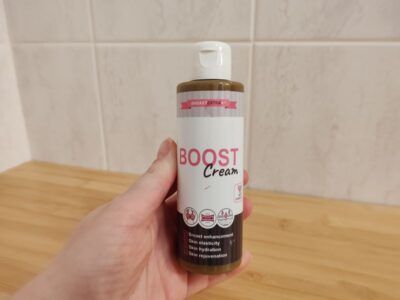 BOOST
Cream
Breast enhancement
Skin elasticity
Skin hydration
Skin rejuvenation